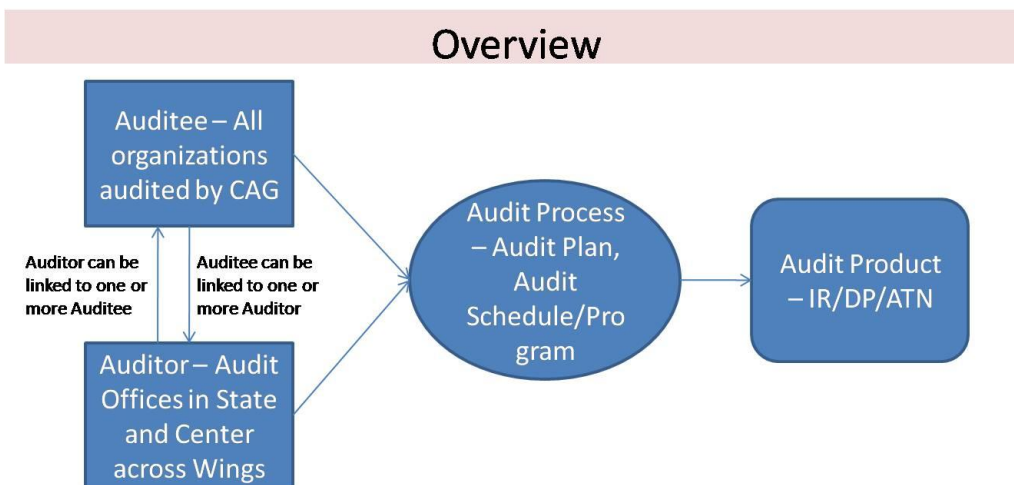 Overview
Auditee – All
organizations
audited by CAG
Auditor can be
linked to one or
more Auditee
Auditee can be
linked to one or
more Auditor
Auditor – Audit
Offices in State
and Center
across Wings
Audit Process
– Audit Plan,
Audit
Schedule/Pro
gram
Audit Product
– IR/DP/ATN